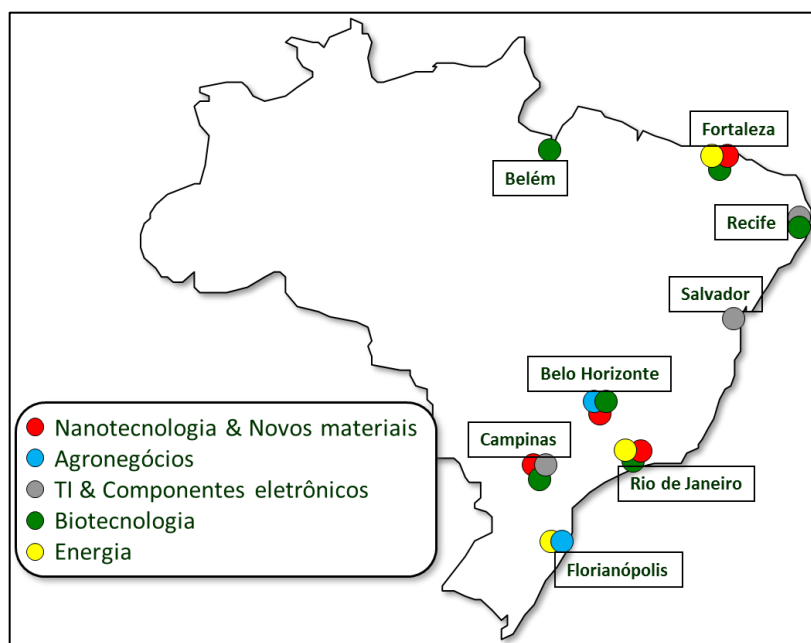 Fortaleza
Belém
Recife
Salvador
Belo Horizonte
Campinas
Rio de Janeiro
Florianópolis
Nanotecnologia & Novos materiais
Agronegócios
TI & Componentes eletrônicos
Biotecnologia
Energia